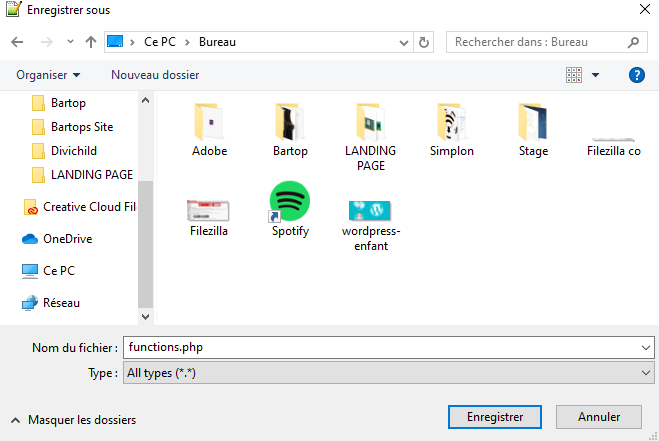 Enregistrer sous
Ce PC > Bureau
Rechercher dans : Bureau
Organiser
Nouveau dossier
?
Bartop
Bartops Site
Divichild
LANDING PAGE
Creative Cloud Fil
OneDrive
Ce PC
Réseau
Adobe
Bartop
LANDING
PAGE
Simplon
Stage
Filezilla co
Filezilla
Spotify
wordpress-
enfant
Nom du fichier :
functions.php
Type :
All types (*.*)
Masquer les dossiers
Enregistrer
Annuler